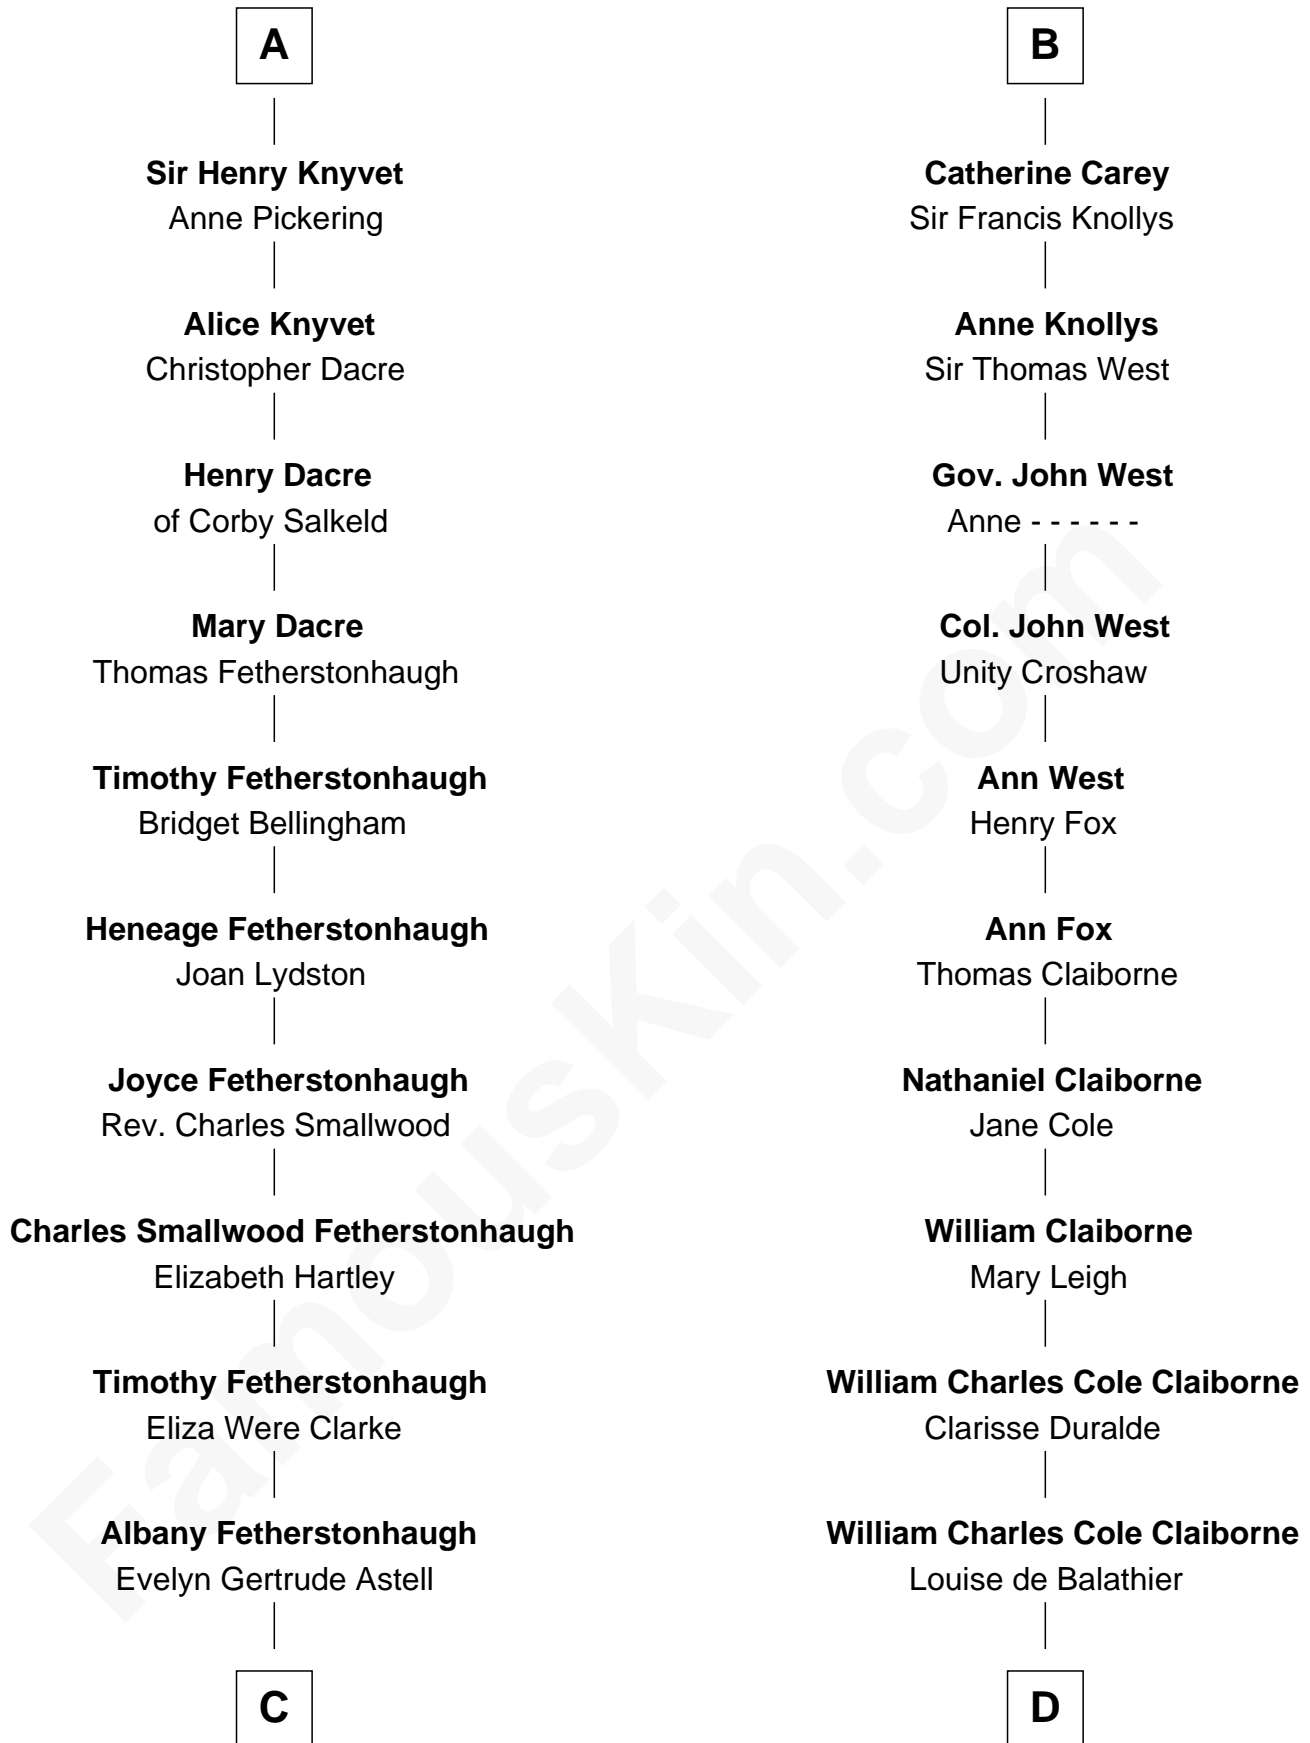 A
Sir Henry Knyvet
Anne Pickering
Alice Knyvet
Christopher Dacre
Henry Dacre
of Corby Salkeld
Mary Dacre
Thomas Fetherstonhaugh
Timothy Fetherstonhaugh
Bridget Bellingham
Heneage Fetherstonhaugh
Joan Lydston
Joyce Fetherstonhaugh
Rev. Charles Smallwood
Charles Smallwood Fetherstonhaugh
Elizabeth Hartley
Timothy Fetherstonhaugh
Eliza Were Clarke
Albany Fetherstonhaugh
Evelyn Gertrude Astell
C
B
Catherine Carey
Sir Francis Knollys
Anne Knollys
Sir Thomas West
Gov. John West
Anne - - - - - -
Col. John West
Unity Croshaw
Ann West
Henry Fox
Ann Fox
Thomas Claiborne
Nathaniel Claiborne
Jane Cole
William Claiborne
Mary Leigh
William Charles Cole Claiborne
Clarisse Duralde
William Charles Cole Claiborne
Louise de Balathier
D
FamousKin.com